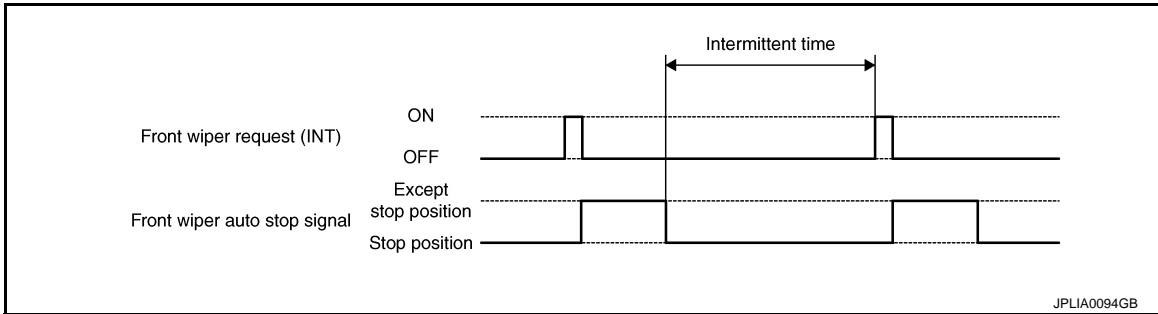 Intermittent time
ON
Front wiper request (INT)
OFF
Except
stop position
Front wiper auto stop signal
Stop position
JPLIA0094GB